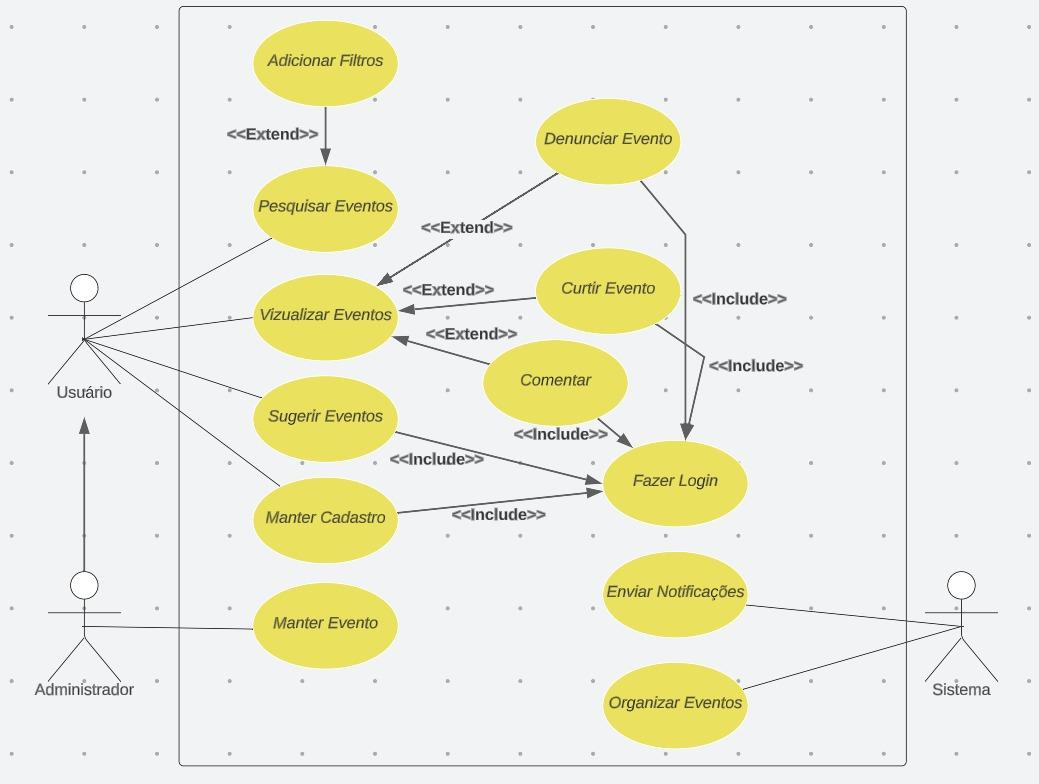 Adicionar Filtros
<<Extend>>
Denunciar Evento
Pesquisar Eventos
<<Extend>>
<<Extend>>
Curtir Evento
<<Include>>
Vizualizar Eventos
<<Extend>>
<<Include>>
Comentar
Usuário
Sugerir Eventos
<<Include>>
<<Include>>
Fazer Login
Manter Cadastro
<<Include>>
Enviar Notificações
Manter Evento
Administrador
Sistema
Organizar Eventos